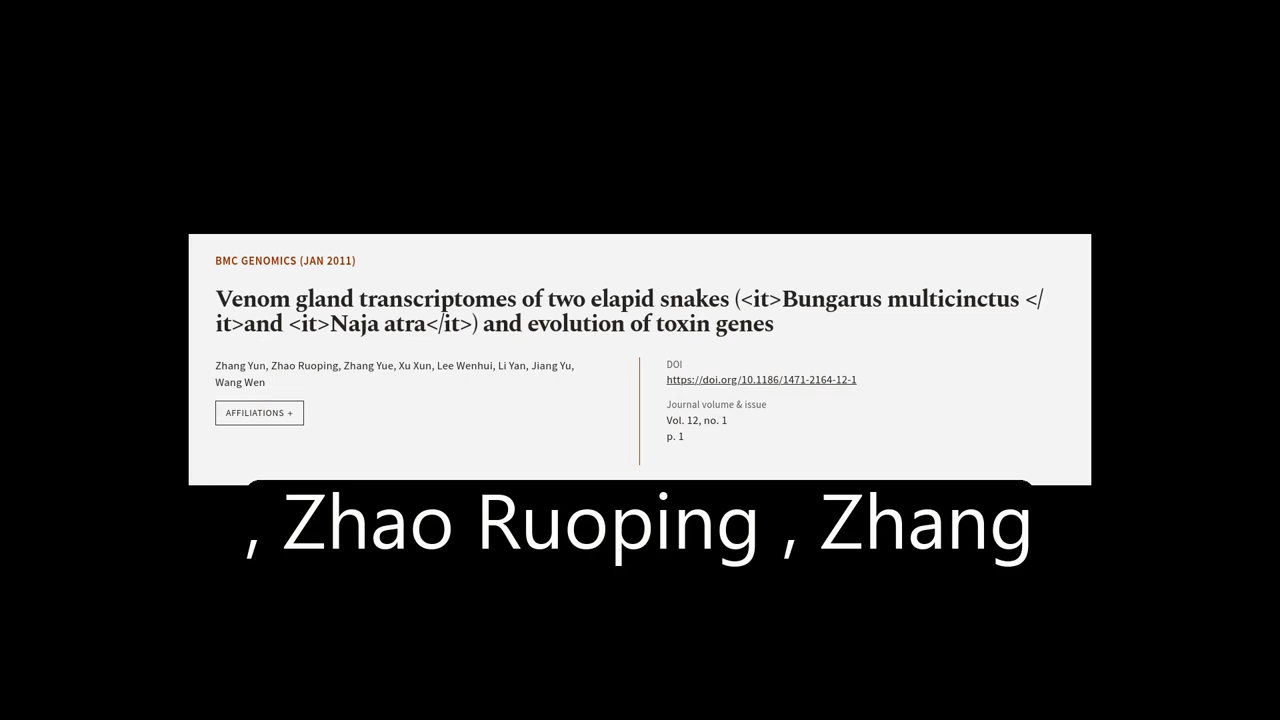 BMC GENOMICS (JAN 2011)
Venom gland transcriptomes of two elapid snakes (<it>Bungarus multicinctus </
it>and <it>Naja atra</it>) and evolution of toxin genes
Zhang Yun, Zhao Ruoping, Zhang Yue, Xu Xun, Lee Wenhui, Li Yan, Jiang Yu,
Wang Wen
AFFILIATIONS +
DOI
https://doi.org/10.1186/1471-2164-12-1
Journal volume & issue
Vol. 12, no. 1
p. 1
, Zhao Ruoping , Zhang